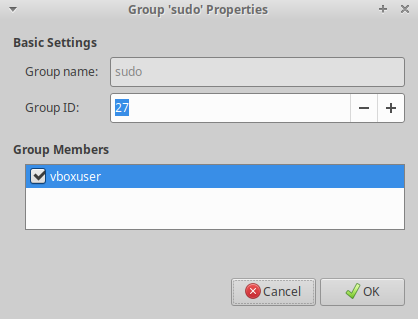 Group 'sudo' Properties
Basic Settings
Group name: sudo
Group ID: 27
Group Members
vboxuser
Cancel OK